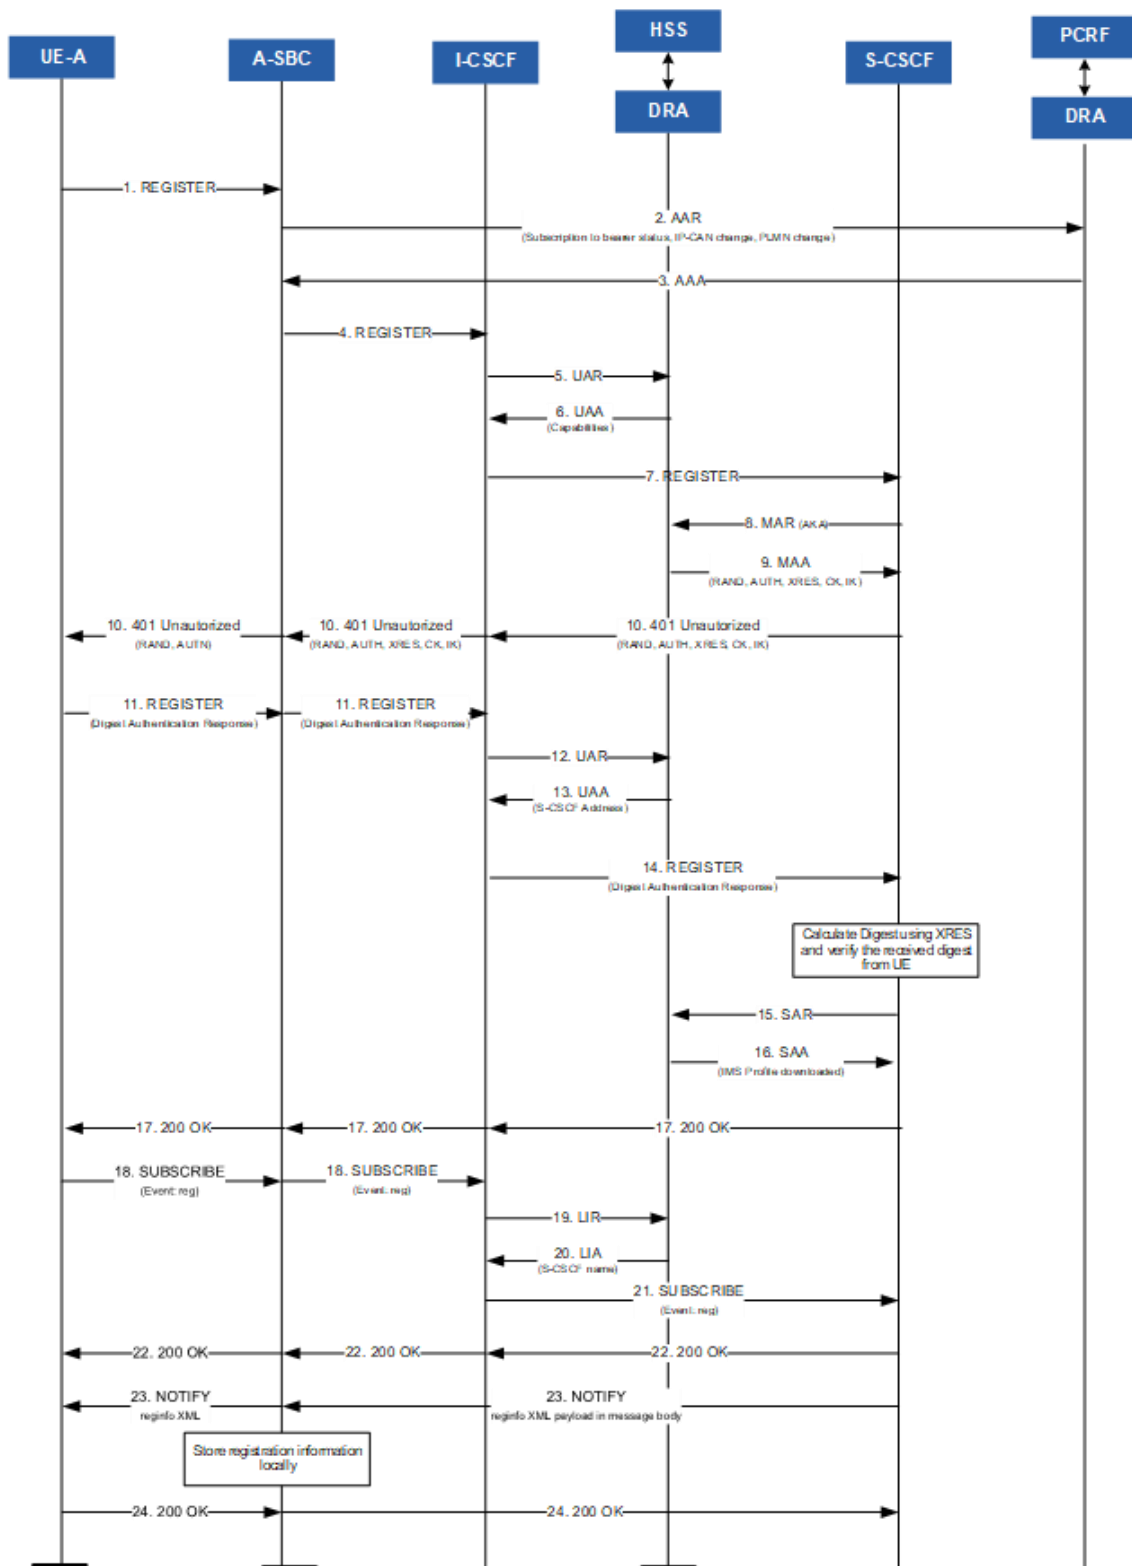 HSS
PCRF
UE-A
A-SBC
I-CSCF
S-CSCF
DRA
DRA
1. REGISTER
2. AAR
(Subscription to bearer status, IP-CAN change, PLMN change)
3. AAA
4. REGISTER
5. UAR
6. UAA
(Capabilities)
7. REGISTER
8. MAR (AKA)
9. MAA
(RAND, AUTH, XRES, CK, IK)
10. 401 Unautorized
(RAND, AUTN)
10. 401 Unautorized
(RAND, AUTH, XRES, CK, IK)
10. 401 Unautorized
(RAND, AUTH, XRES, CK, IK)
11. REGISTER
(Digest Authentication Response)
11. REGISTER
(Digest Authentication Response)
12. UAR
13. UAA
(S-CSCF Address)
14. REGISTER
(Digest Authentication Response)
Calculate Digest using XRES
and verify the received digest
from UE
15. SAR
16. SAA
(IMS Profile downloaded)
17. 200 OK
17. 200 OK
17. 200 OK
18. SUBSCRIBE
(Event: reg)
18. SUBSCRIBE
(Event: reg)
19. LIR
20. LIA
(S-CSCF name)
21. SUBSCRIBE
(Event: reg)
22. 200 OK
22. 200 OK
22. 200 OK
23. NOTIFY
reginfo XML
23. NOTIFY
reginfo XML payload in message body
Store registration information
locally
24. 200 OK
24. 200 OK